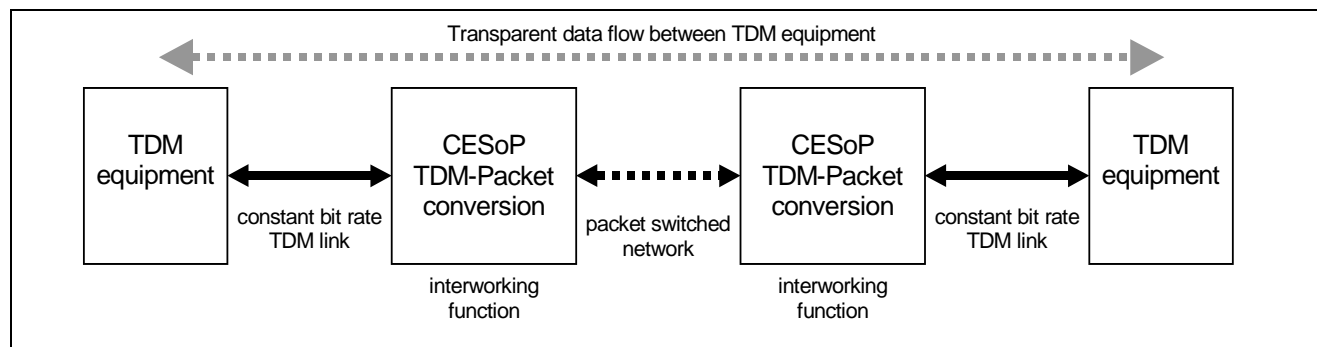 Transparent data flow between TDM equipment
TDM
equipment
constant bit rate
TDM link
CESoP
TDM-Packet
conversion
interworking
function
packet switched
network
CESoP
TDM-Packet
conversion
interworking
function
constant bit rate
TDM link
TDM
equipment